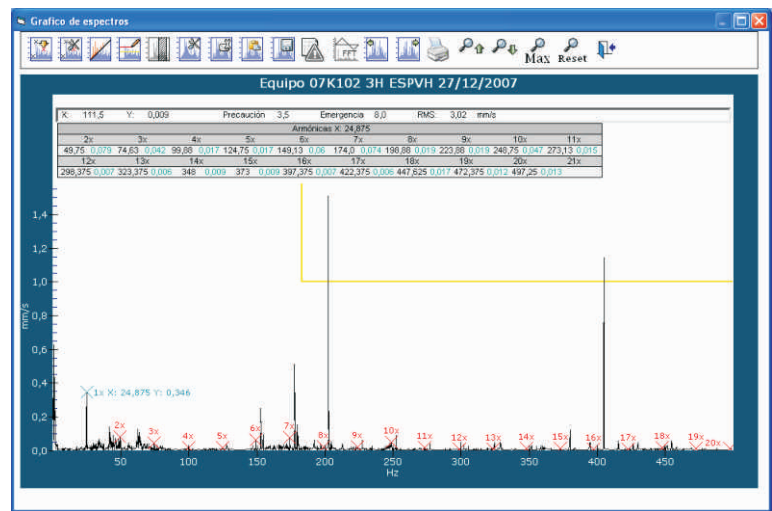 Grafico de espectros
FFT
Max Reset
Equipo 07K102 3H ESPVH 27/12/2007
X: 111,5 Y: 0,009 Precaución 3,5 Emergencia 8,0 RMS: 3,02 mm/s
Armónicas X: 24,875
2x 3x 4x 5x 6x 7x 8x 9x 10x 11x
49,75 0,079 74,63 0,042 99,88 0,017 124,75 0,017 149,13 0,06 174,0 0,074 198,88 0,019 223,88 0,019 248,75 0,047 273,13 0,015
12x 13x 14x 15x 16x 17x 18x 19x 20x 21x
298,375 0,007 323,375 0,006 348 0,009 373 0,009 397,375 0,007 422,375 0,006 447,625 0,017 472,375 0,012 497,25 0,013
1,4
1,2
1,0
0,8
mm/s
0,6
0,4
1x X: 24,875 Y: 0,346
0,2
2x 3x 4x 5x 6x 7x 8x 9x 10x 11x 12x 13x 14x 15x 16x 17x 18x 19x 20x
0,0
50 100 150 200 250 300 350 400 450
Hz